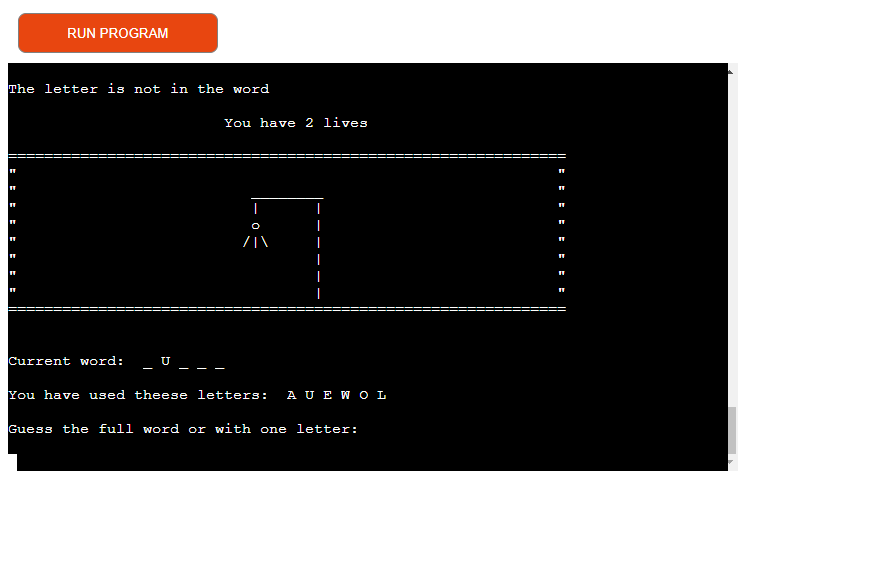 RUN PROGRAM
The letter is not in the word
You have 2 lives
==============================================================
" "
" ________ "
" | | "
" o | "
" /|\ | "
" | "
" | "
" | "
==============================================================
Current word: _ U _ _ _
You have used theese letters: A U E W O L
Guess the full word or with one letter: